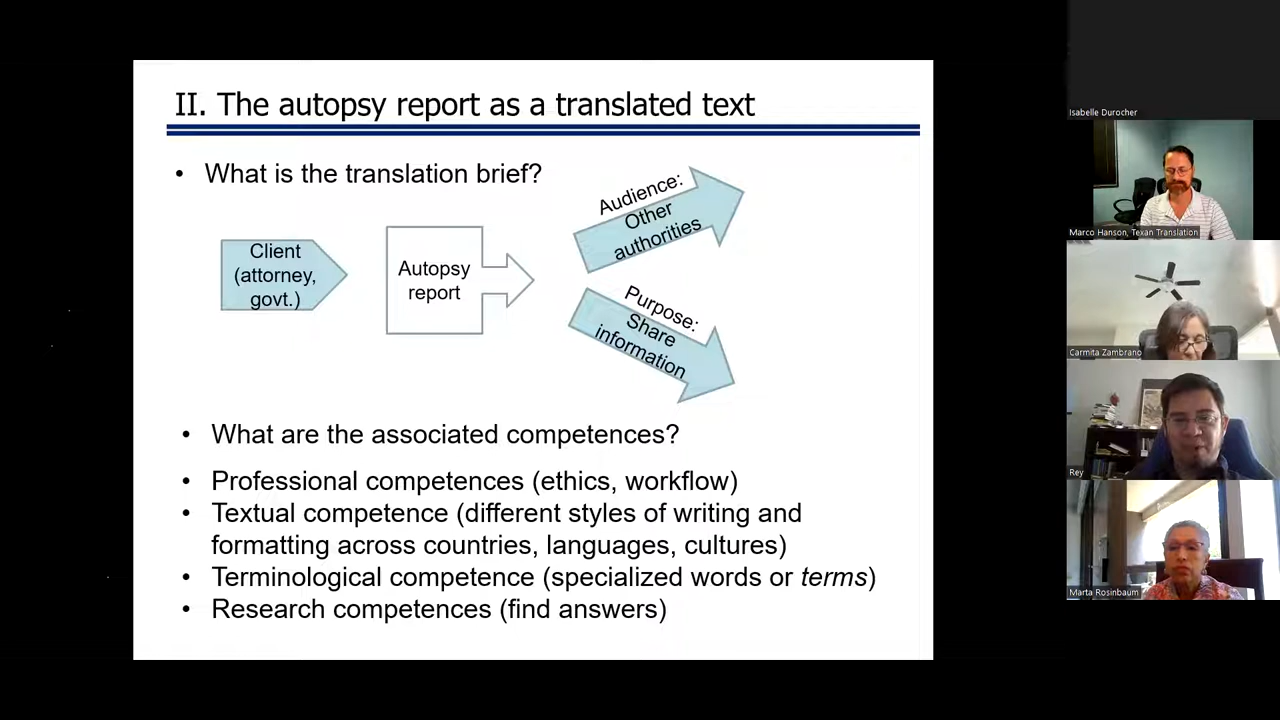 II. The autopsy report as a translated text
• What is the translation brief?
Client
(attorney,
govt.)
Autopsy
report
Audience:
Other
authorities
Purpose:
Share
information
• What are the associated competences?
• Professional competences (ethics, workflow)
• Textual competence (different styles of writing and
formatting across countries, languages, cultures)
• Terminological competence (specialized words or terms)
• Research competences (find answers)
Isabelle Durocher
Marco Hanson, Texan Translation
Carmita Zambrano
Rey
Marta Rosinbaum